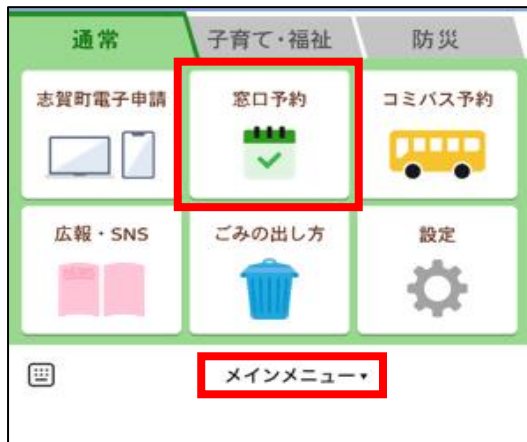 通常 子育て・福祉 防災
志賀町電子申請 窓口予約 コミバス予約
広報・SNS ごみの出し方 設定
メインメニュー▾